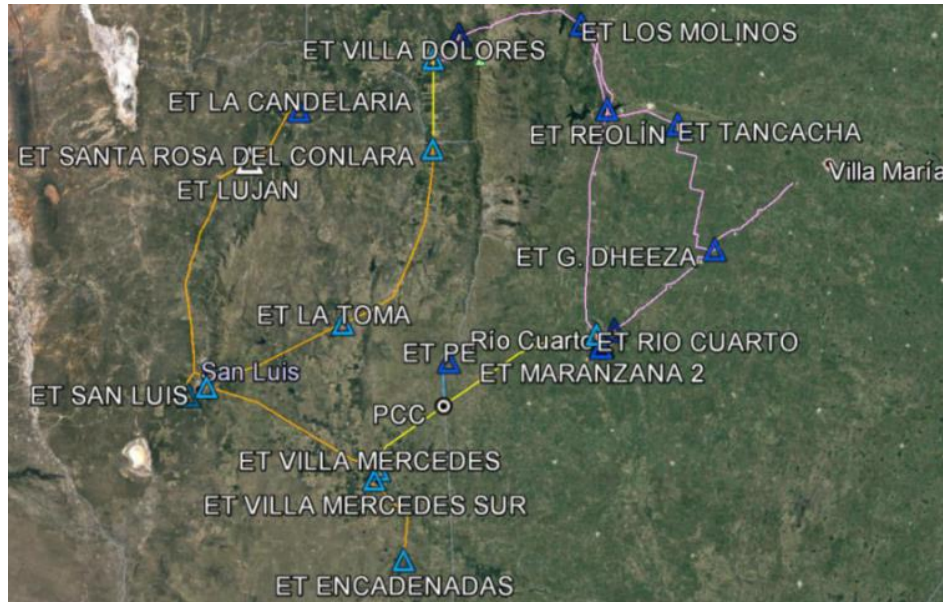 ET LOS MOLINOS
ET VILLA DOLORES
ET LA CANDELARIA
ET REOLÍN
ET TANCACHA
ET SANTA ROSA DEL CONLARA
Villa María
ET LUJAN
ET G. DHEEZA
ET LA TOMA
Río Cuarto
ET RIO CUARTO
ET PE
San Luis
ET MARANZANA 2
ET SAN LUIS
PCC
ET VILLA MERCEDES
ET VILLA MERCEDES SUR
ET ENCADENADAS